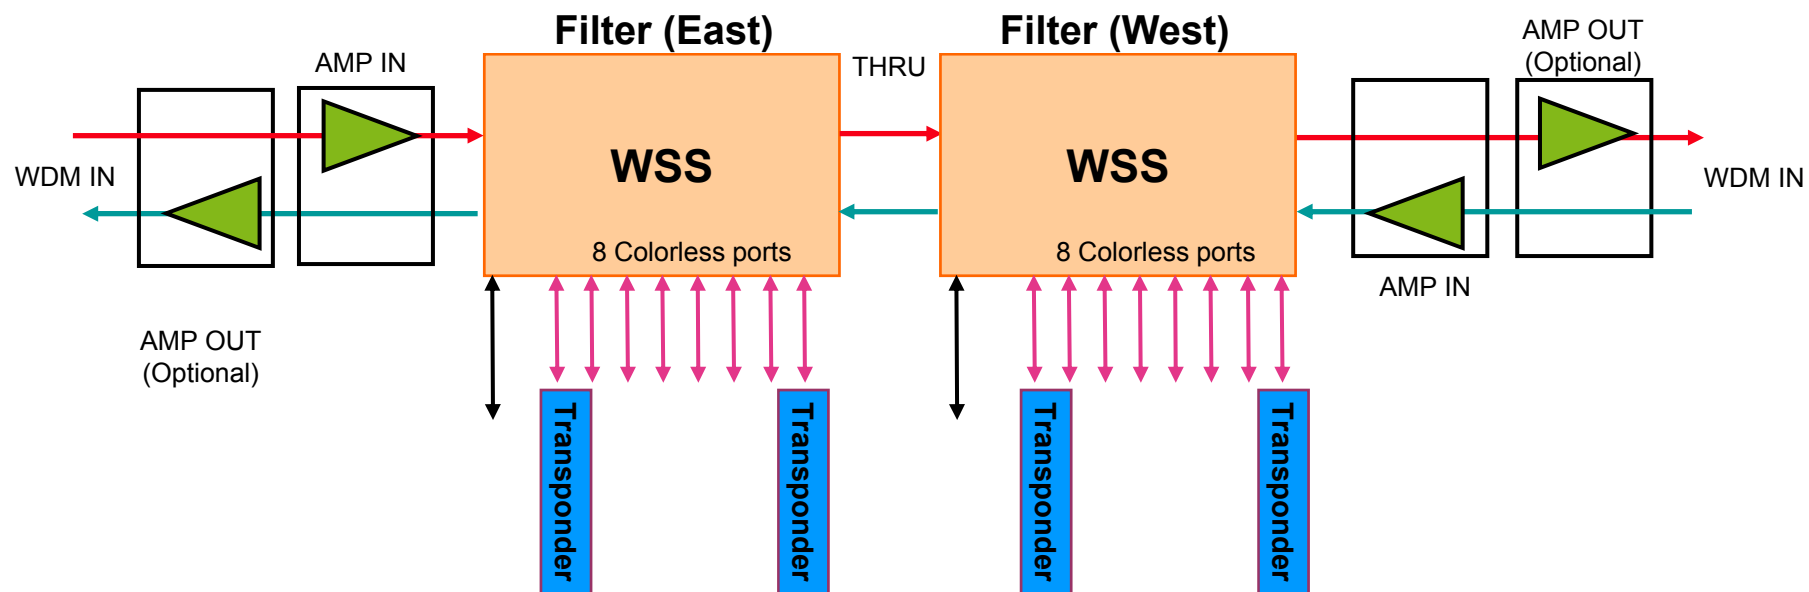 Filter (East)
Filter (West)
AMP OUT
(Optional)
AMP IN
THRU
WDM IN
WSS
WSS
WDM IN
8 Colorless ports
8 Colorless ports
AMP IN
AMP OUT
(Optional)
Transponder
Transponder
Transponder
Transponder